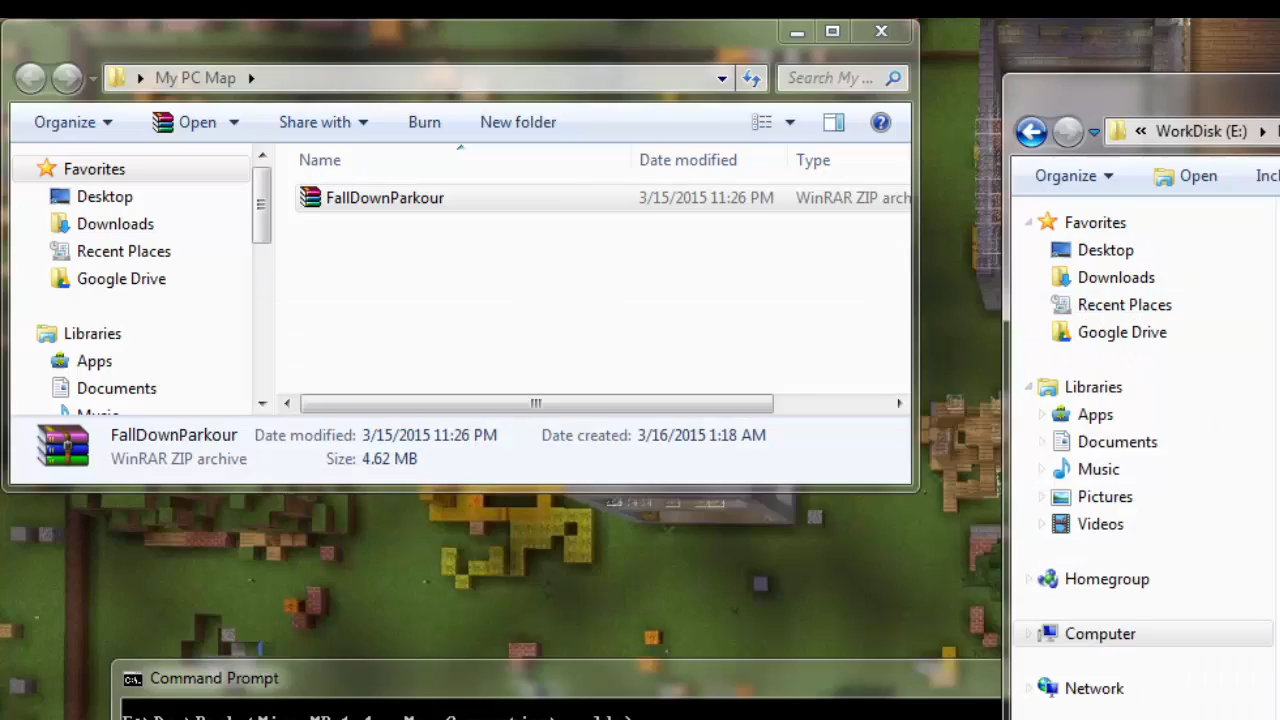 My PC Map
Search My ...
Organize Open Share with Burn New folder
Favorites
Desktop
Downloads
Recent Places
Google Drive
Libraries
Apps
Documents
Music
Name Date modified Type
FallDownParkour 3/15/2015 11:26 PM WinRAR ZIP arch
FallDownParkour Date modified: 3/15/2015 11:26 PM Date created: 3/16/2015 1:18 AM
WinRAR ZIP archive Size: 4.62 MB
« WorkDisk (E:)
Organize Open Incl
Favorites
Desktop
Downloads
Recent Places
Google Drive
Libraries
Apps
Documents
Music
Pictures
Videos
Homegroup
Computer
Network
Command Prompt